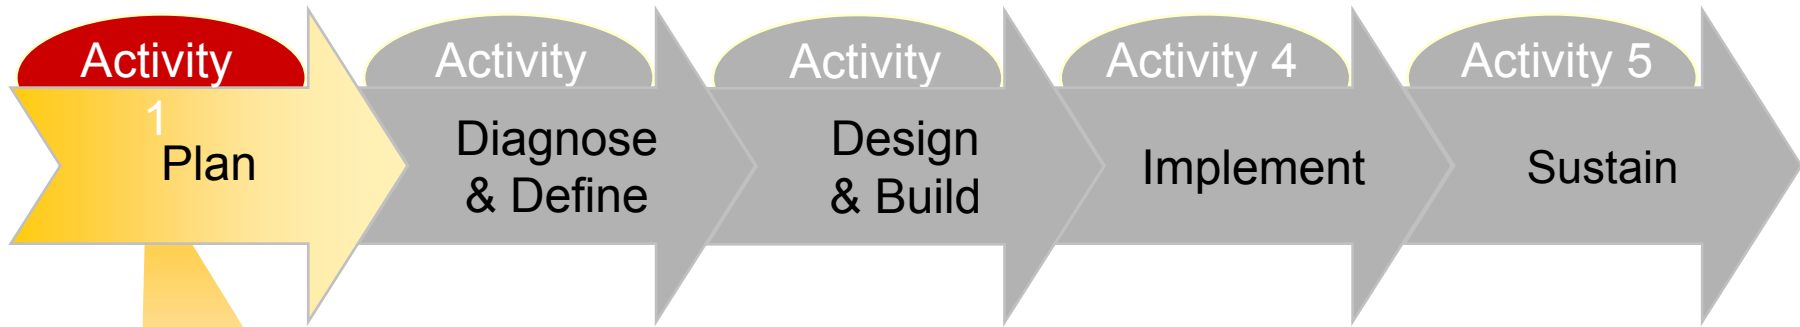 Activity
1
Plan
Activity
Diagnose
& Define
Activity
Design
& Build
Activity 4
Implement
Activity 5
Sustain